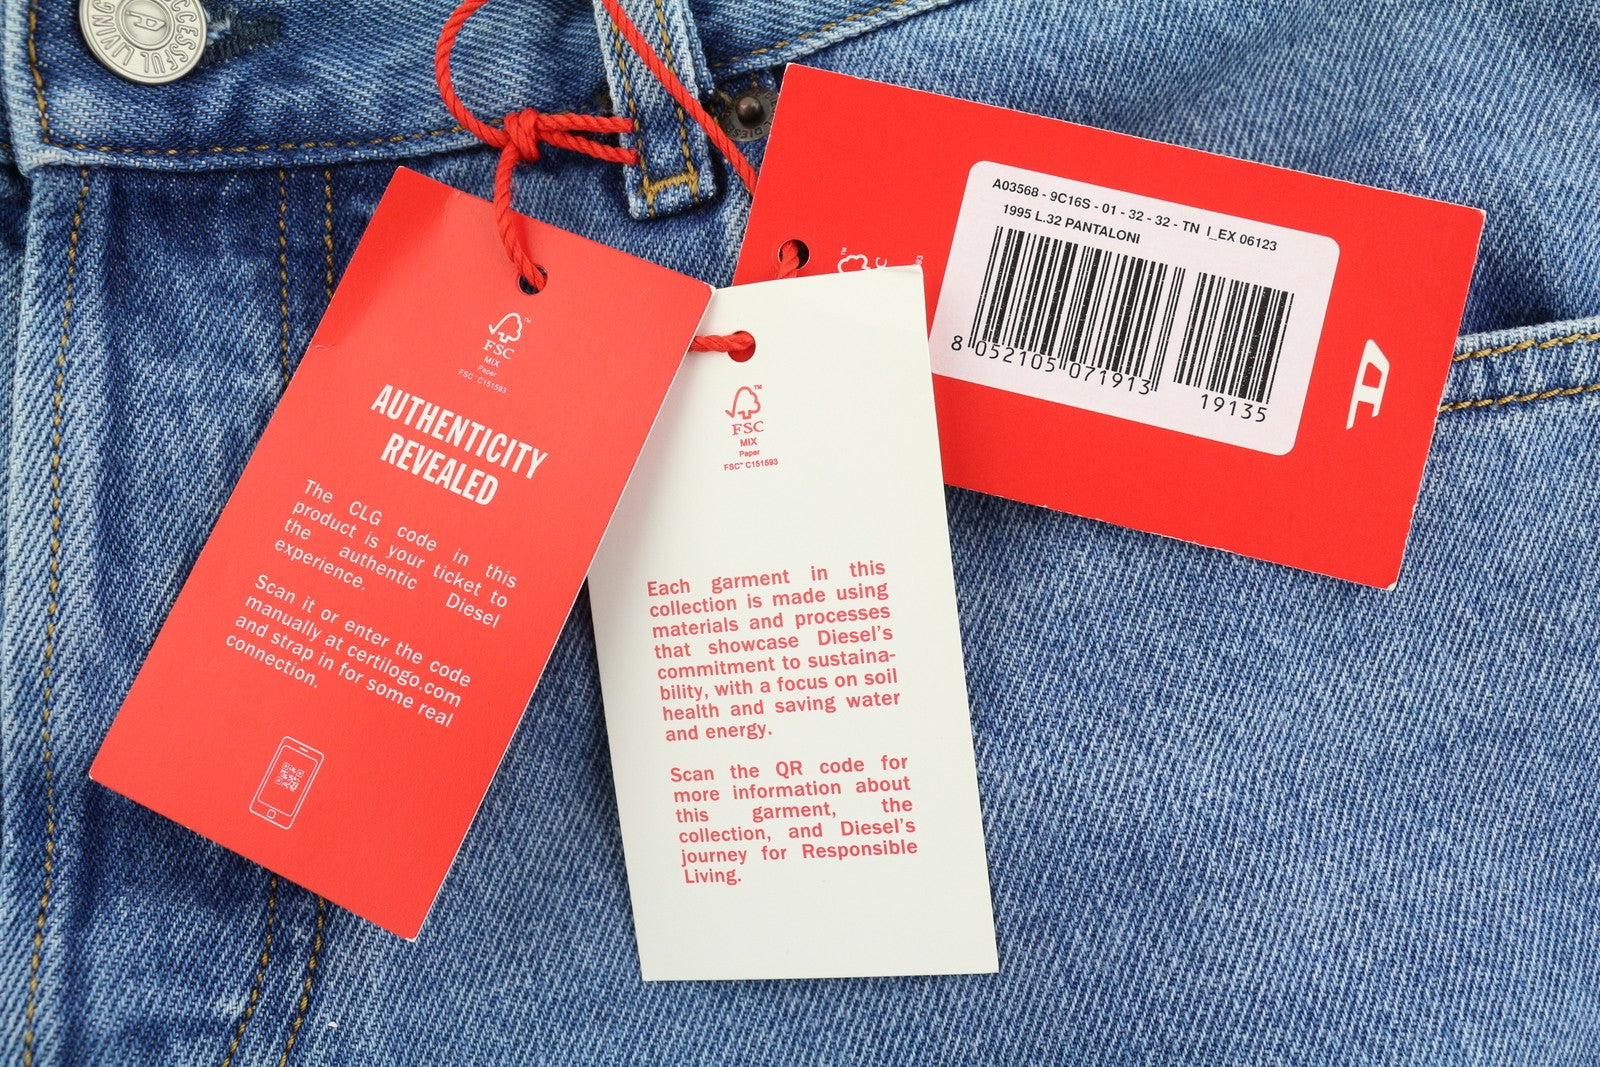 SUCCESSFUL LIVING
DIESEL
FSC™
MIX
Paper
FSC™ C151593
AUTHENTICITY
REVEALED
The CLG code in this
product is your ticket to
the authentic Diesel
experience.
Scan it or enter the code
manually at certilogo.com
and strap in for some real
connection.
FSC™
MIX
Paper
FSC™ C151593
Each garment in this
collection is made using
materials and processes
that showcase Diesel's
commitment to sustaina-
bility, with a focus on soil
health and saving water
and energy.
Scan the QR code for
more information about
this garment, the
collection, and Diesel's
journey for Responsible
Living.
A03568 - 9C16S - 01 - 32 - 32 - TN I_EX 06123
1995 L.32 PANTALONI
8 052105 071913
19135
D